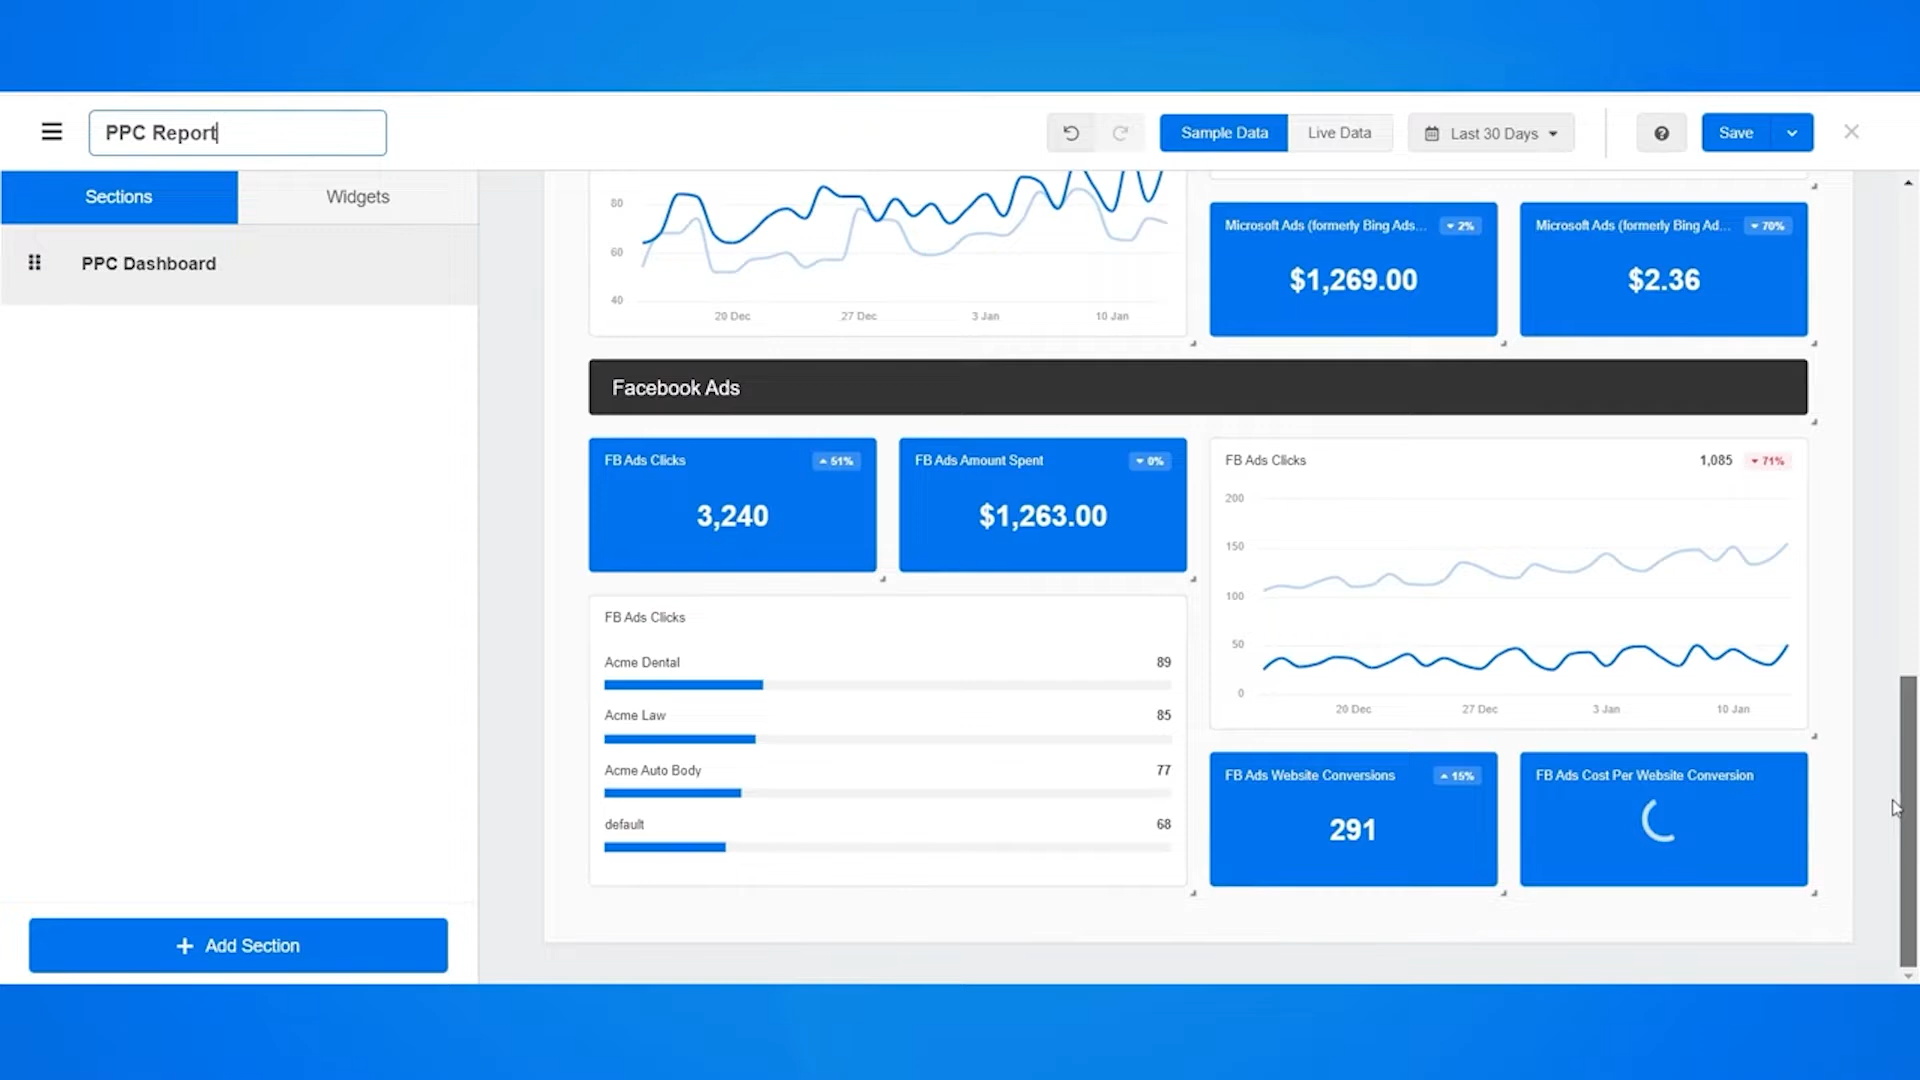 PPC Report
Sample Data
Live Data
Last 30 Days
Save
Sections
Widgets
PPC Dashboard
Add Section
80
60
40
20 Dec
27 Dec
3 Jan
10 Jan
Microsoft Ads (formerly Bing Ads...
2%
$1,269.00
Microsoft Ads (formerly Bing Ad...
70%
$2.36
Facebook Ads
FB Ads Clicks
51%
3,240
FB Ads Amount Spent
0%
$1,263.00
FB Ads Clicks
1,085
71%
200
150
100
50
0
20 Dec
27 Dec
3 Jan
10 Jan
FB Ads Clicks
Acme Dental
89
Acme Law
85
Acme Auto Body
77
default
68
FB Ads Website Conversions
15%
291
FB Ads Cost Per Website Conversion